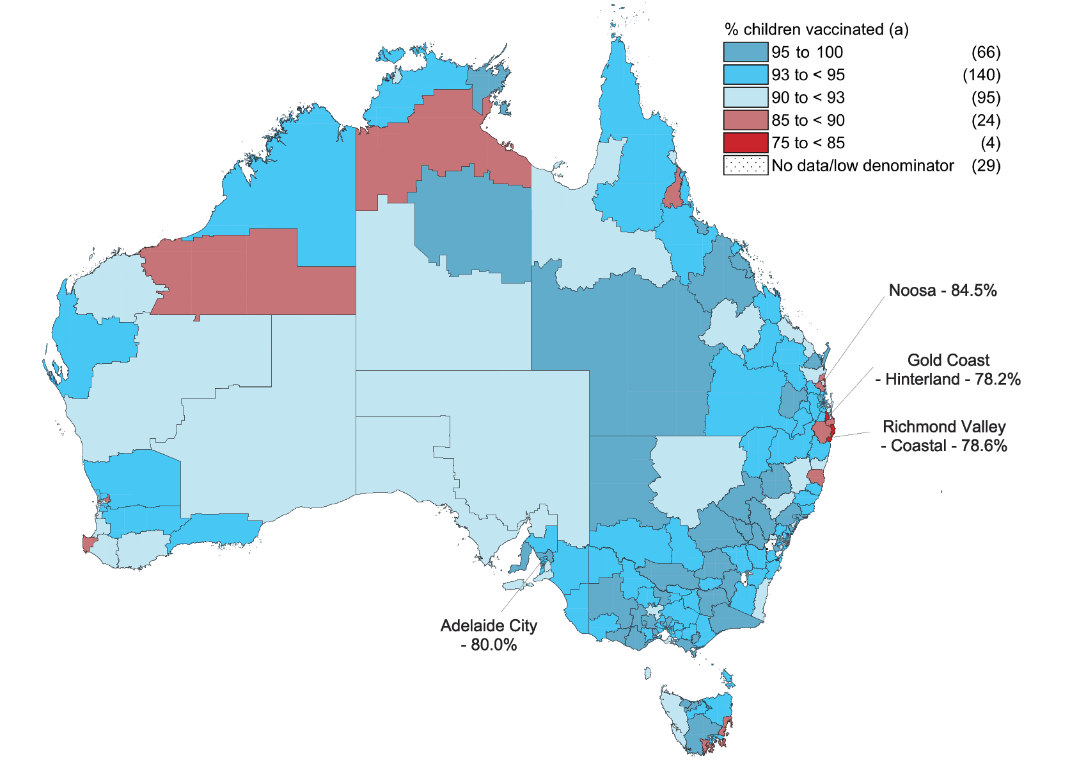 % children vaccinated (a)
95 to 100 (66)
93 to < 95 (140)
90 to < 93 (95)
85 to < 90 (24)
75 to < 85 (4)
No data/low denominator (29)
Noosa - 84.5%
Gold Coast
- Hinterland - 78.2%
Richmond Valley
- Coastal - 78.6%
Adelaide City
- 80.0%